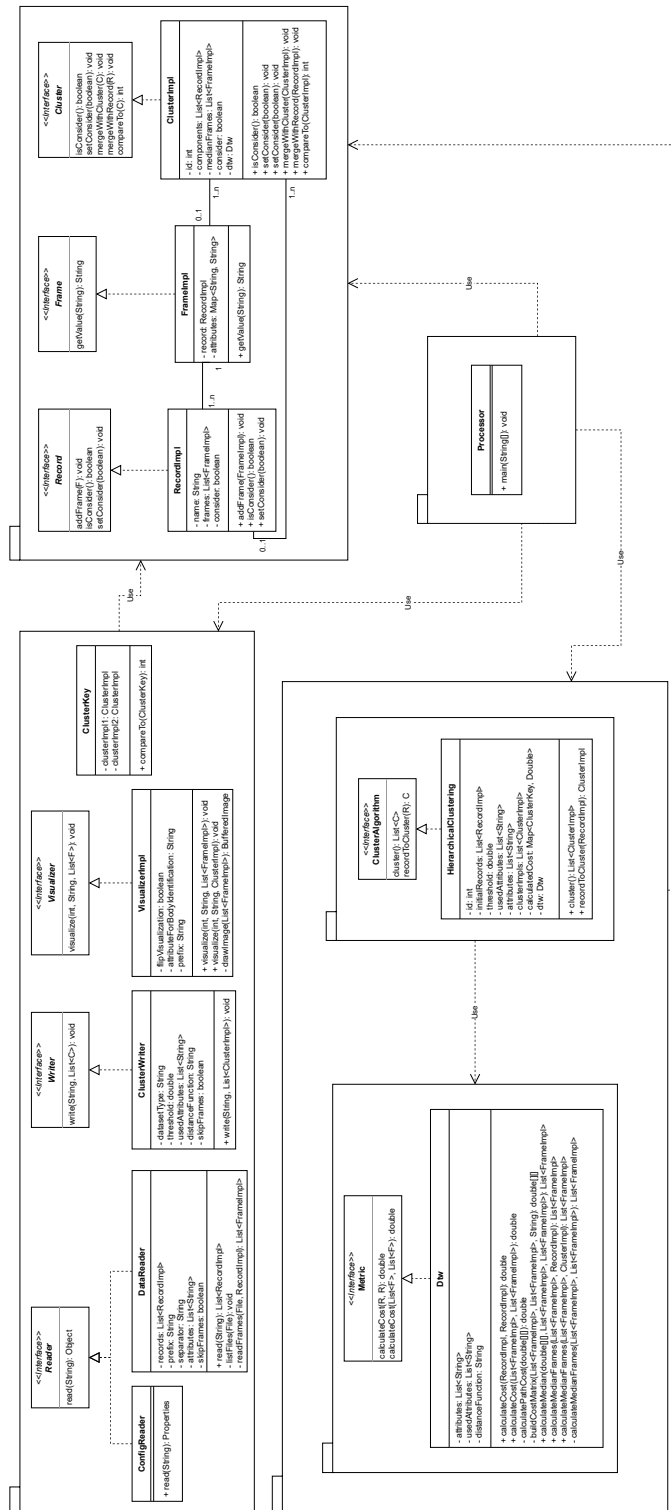 <<Interface>>
Reader
read(String): Object
ConfigReader
+ read(String): Properties
DataReader
- records: List<RecordImpl>
- prefix: String
- separator: String
- attributes: List<String>
- skipFrames: boolean
+ read(String): List<RecordImpl>
- listFiles(File): void
- readFrames(File, RecordImpl): List<FrameImpl>
<<Interface>>
Writer
write(String, List<C>): void
ClusterWriter
- datasetType: String
- threshold: double
- usedAttributes: List<String>
- distanceFunction: String
- skipFrames: boolean
+ write(String, List<ClusterImpl>): void
<<Interface>>
Visualizer
visualize(int, String, List<F>): void
VisualizerImpl
- flipVisualization: boolean
- attributeForBodyIdentification: String
- prefix: String
+ visualize(int, String, List<FrameImpl>): void
+ visualize(int, String, ClusterImpl): void
- drawImage(List<FrameImpl>): BufferedImage
ClusterKey
- clusterImpl1: ClusterImpl
- clusterImpl2: ClusterImpl
+ compareTo(ClusterKey): int
Use
<<Interface>>
Record
addFrame(F): void
isConsider(): boolean
setConsider(boolean): void
RecordImpl
- name: String
- frames: List<FrameImpl>
- consider: boolean
+ addFrame(FrameImpl): void
+ isConsider(): boolean
+ setConsider(boolean): void
0..1
1..n
1
<<Interface>>
Frame
getValue(String): String
FrameImpl
- record: RecordImpl
- attributes: Map<String, String>
+ getValue(String): String
0..1
1..n
1..n
<<Interface>>
Cluster
isConsider(): boolean
setConsider(boolean): void
mergeWithCluster(C): void
mergeWithRecord(R): void
compareTo(C): int
ClusterImpl
- id: int
- components: List<RecordImpl>
- medianFrames: List<FrameImpl>
- consider: boolean
- dtw: Dtw
+ isConsider(): boolean
+ setConsider(boolean): void
+ setConsider(boolean): void
+ mergeWithCluster(ClusterImpl): void
+ mergeWithRecord(RecordImpl): void
+ compareTo(ClusterImpl): int
Use
Use
Use
Processor
+ main(String[]): void
<<Interface>>
Metric
calculateCost(R, R): double
calculateCost(List<F>, List<F>): double
Dtw
- attributes: List<String>
- usedAttributes: List<String>
- distanceFunction: String
+ calculateCost(RecordImpl, RecordImpl): double
+ calculateCost(List<FrameImpl>, List<FrameImpl>): double
- calculatePathCost(double[][]): double
- buildCostMatrix(List<FrameImpl>, List<FrameImpl>, String): double[][]
+ calculateMedian(double[][], List<FrameImpl>, List<FrameImpl>): List<FrameImpl>
+ calculateMedianFrames(List<FrameImpl>, RecordImpl): List<FrameImpl>
+ calculateMedianFrames(List<FrameImpl>, ClusterImpl): List<FrameImpl>
- calculateMedianFrames(List<FrameImpl>, List<FrameImpl>): List<FrameImpl>
Use
<<Interface>>
ClusterAlgorithm
cluster(): List<C>
recordToCluster(R): C
HierarchicalClustering
- id: int
- initialRecords: List<RecordImpl>
- threshold: double
- usedAttributes: List<String>
- attributes: List<String>
- clusterImpls: List<ClusterImpl>
- calculatedCost: Map<ClusterKey, Double>
- dtw: Dtw
+ cluster(): List<ClusterImpl>
+ recordToCluster(RecordImpl): ClusterImpl